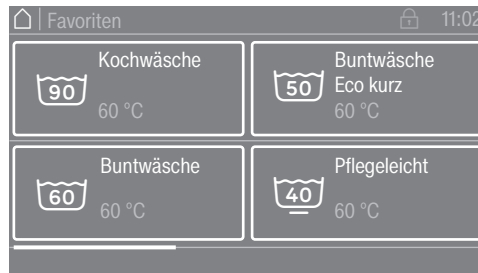 Favoriten 11:02
Kochwäsche
90
60 °C
Buntwäsche
Eco kurz
50
60 °C
Buntwäsche
60
60 °C
Pflegeleicht
40
60 °C